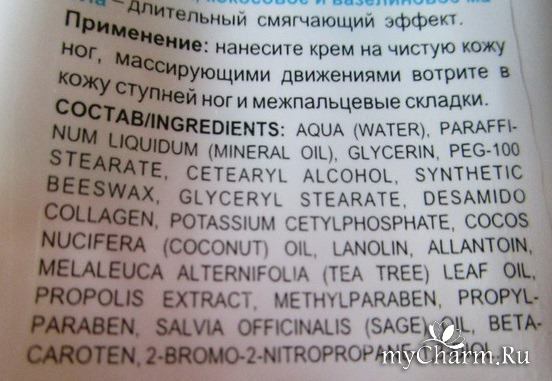 – длительный смягчающий эффект.
Применение: нанесите крем на чистую кожу
ног, массирующими движениями вотрите в
кожу ступней ног и межпальцевые складки.
СОСТАВ/INGREDIENTS: AQUA (WATER), PARAFFI-
NUM LIQUIDUM (MINERAL OIL), GLYCERIN, PEG-100
STEARATE, CETEARYL ALCOHOL, SYNTHETIC
BEESWAX, GLYCERYL STEARATE, DESAMIDO
COLLAGEN, POTASSIUM CETYLPHOSPHATE, COCOS
NUCIFERA (COCONUT) OIL, LANOLIN, ALLANTOIN,
MELALEUCA ALTERNIFOLIA (TEA TREE) LEAF OIL,
PROPOLIS EXTRACT, METHYLPARABEN, PROPYL-
PARABEN, SALVIA OFFICINALIS (SAGE) OIL, BETA-
CAROTEN, 2-BROMO-2-NITROPROPANE
myCharm.Ru